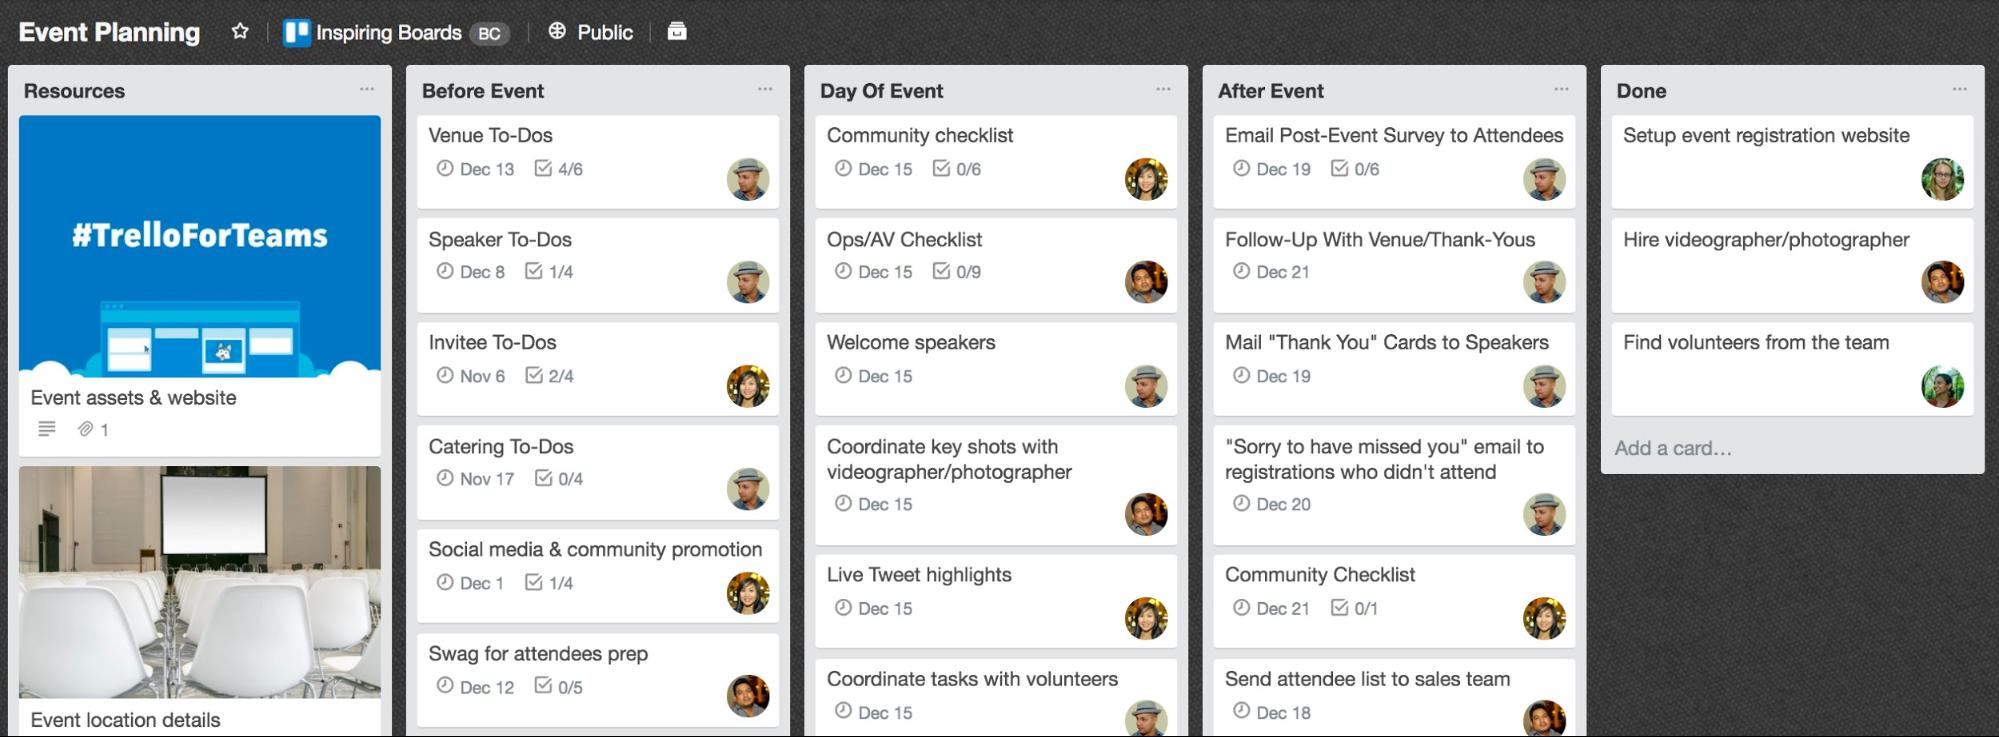 Event Planning
Inspiring Boards BC
Public
Resources
#TrelloForTeams
Event assets & website
1
Event location details
Before Event
Venue To-Dos
Dec 13 4/6
Speaker To-Dos
Dec 8 1/4
Invitee To-Dos
Nov 6 2/4
Catering To-Dos
Nov 17 0/4
Social media & community promotion
Dec 1 1/4
Swag for attendees prep
Dec 12 0/5
Day Of Event
Community checklist
Dec 15 0/6
Ops/AV Checklist
Dec 15 0/9
Welcome speakers
Dec 15
Coordinate key shots with
videographer/photographer
Dec 15
Live Tweet highlights
Dec 15
Coordinate tasks with volunteers
Dec 15
After Event
Email Post-Event Survey to Attendees
Dec 19 0/6
Follow-Up With Venue/Thank-Yous
Dec 21
Mail "Thank You" Cards to Speakers
Dec 19
"Sorry to have missed you" email to
registrations who didn't attend
Dec 20
Community Checklist
Dec 21 0/1
Send attendee list to sales team
Dec 18
Done
Setup event registration website
Hire videographer/photographer
Find volunteers from the team
Add a card...